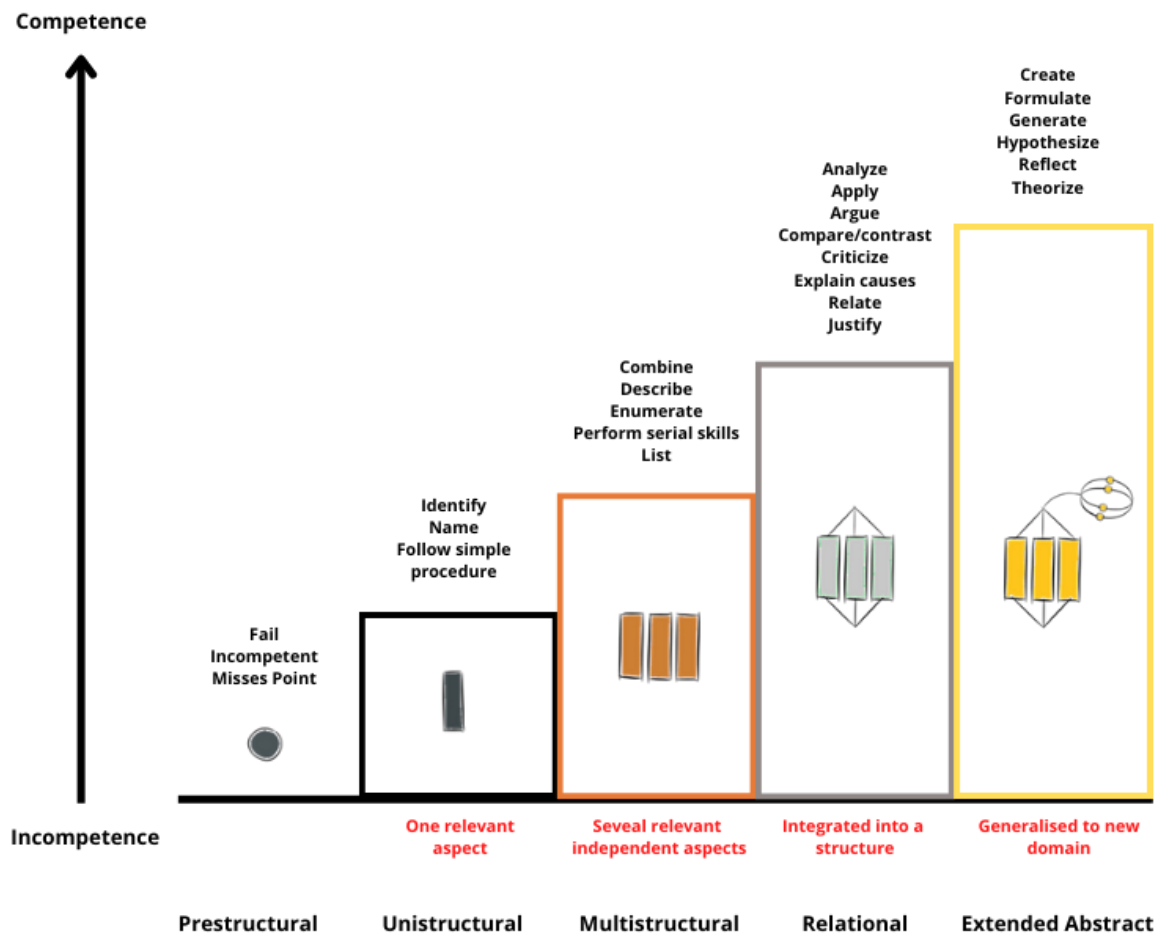 Competence
Create
Formulate
Generate
Hypothesize
Reflect
Theorize
Analyze
Apply
Argue
Compare/contrast
Criticize
Explain causes
Relate
Justify
Combine
Describe
Enumerate
Perform serial skills
List
Identify
Name
Follow simple
procedure
Fail
Incompetent
Misses Point
Incompetence
One relevant
aspect
Seveal relevant
independent aspects
Integrated into a
structure
Generalised to new
domain
Prestructural
Unistructural
Multistructural
Relational
Extended Abstract